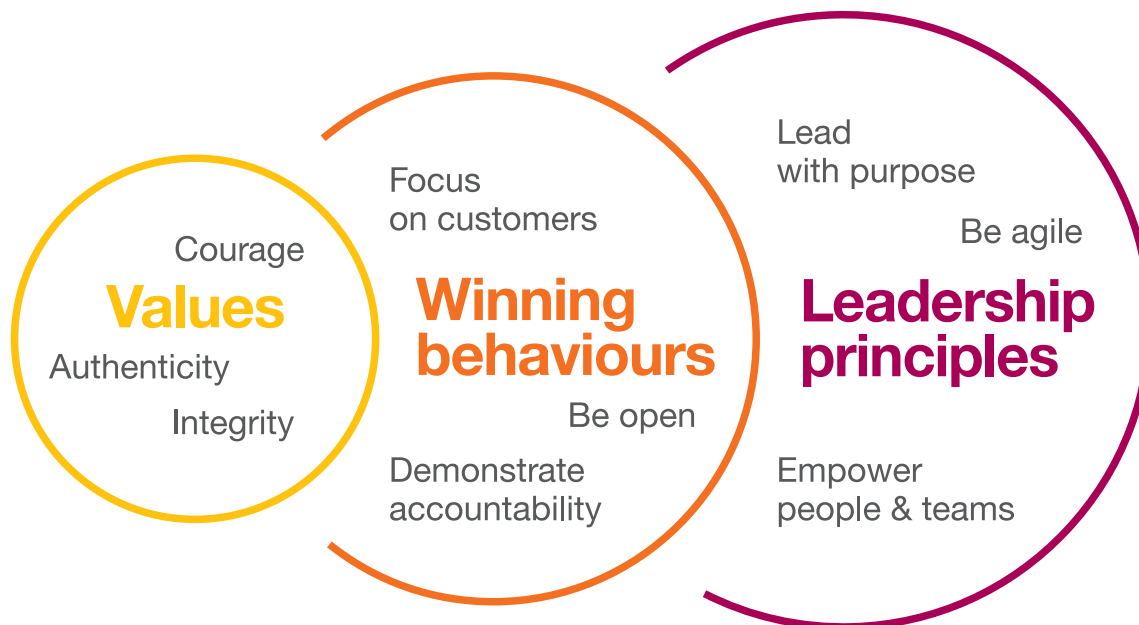 Courage
Values
Authenticity
Integrity
Focus
on customers
Winning
behaviours
Be open
Demonstrate
accountability
Lead
with purpose
Be agile
Leadership
principles
Empower
people & teams